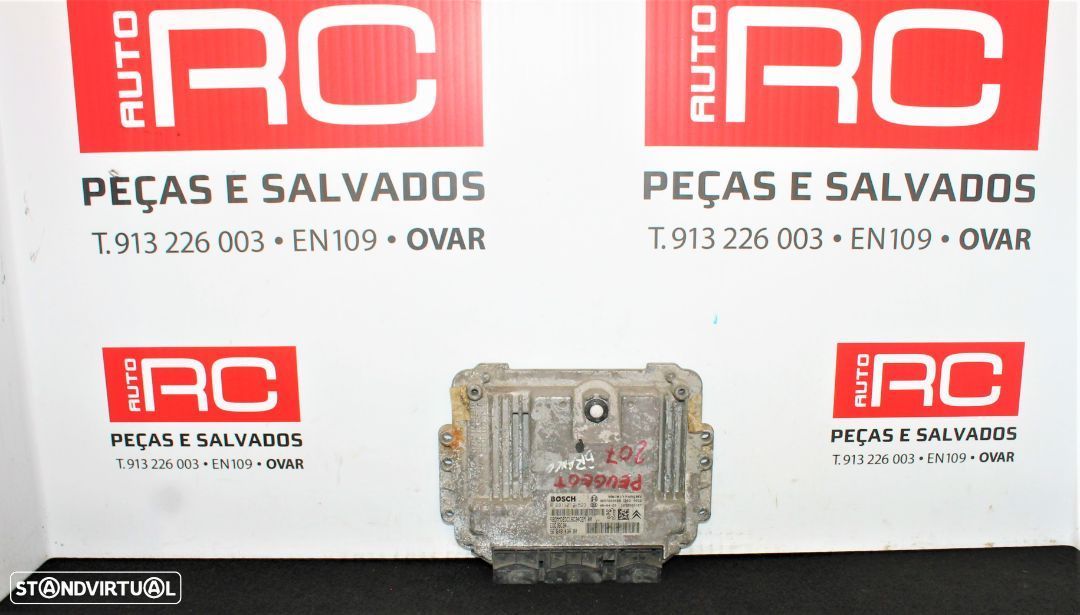 AUTO RC
PEÇAS E SALVADOS
T. 913 226 003 • EN109 • OVAR
AUTO RC
PEÇAS E SALVADOS
T. 913 226 003 • EN109 • OVAR
AUTO RC
PEÇAS E SALVADOS
T. 913 226 003 • EN109 • OVAR
AUTO RC
PEÇAS E SALVADOS
T. 913 226 003 • EN109 • OVAR
207
PEUGEOT
BOSCH
STANDVIRTUAL